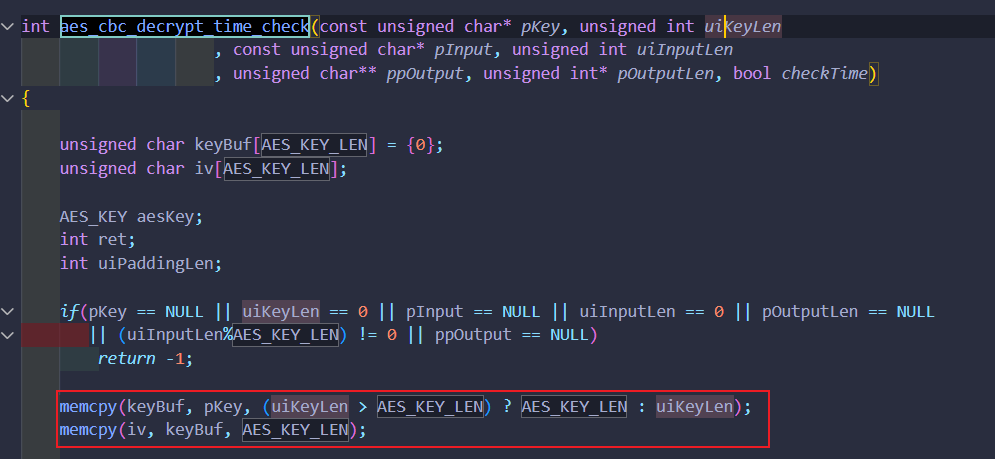 int aes_cbc_decrypt_time_check(const unsigned char* pKey, unsigned int uiKeyLen
, const unsigned char* pInput, unsigned int uiInputLen
, unsigned char** ppOutput, unsigned int* pOutputLen, bool checkTime)
{
unsigned char keyBuf[AES_KEY_LEN] = {0};
unsigned char iv[AES_KEY_LEN];
AES_KEY aesKey;
int ret;
int uiPaddingLen;
if(pKey == NULL || uiKeyLen == 0 || pInput == NULL || uiInputLen == 0 || pOutputLen == NULL
|| (uiInputLen%AES_KEY_LEN) != 0 || ppOutput == NULL)
return -1;
memcpy(keyBuf, pKey, (uiKeyLen > AES_KEY_LEN) ? AES_KEY_LEN : uiKeyLen);
memcpy(iv, keyBuf, AES_KEY_LEN);